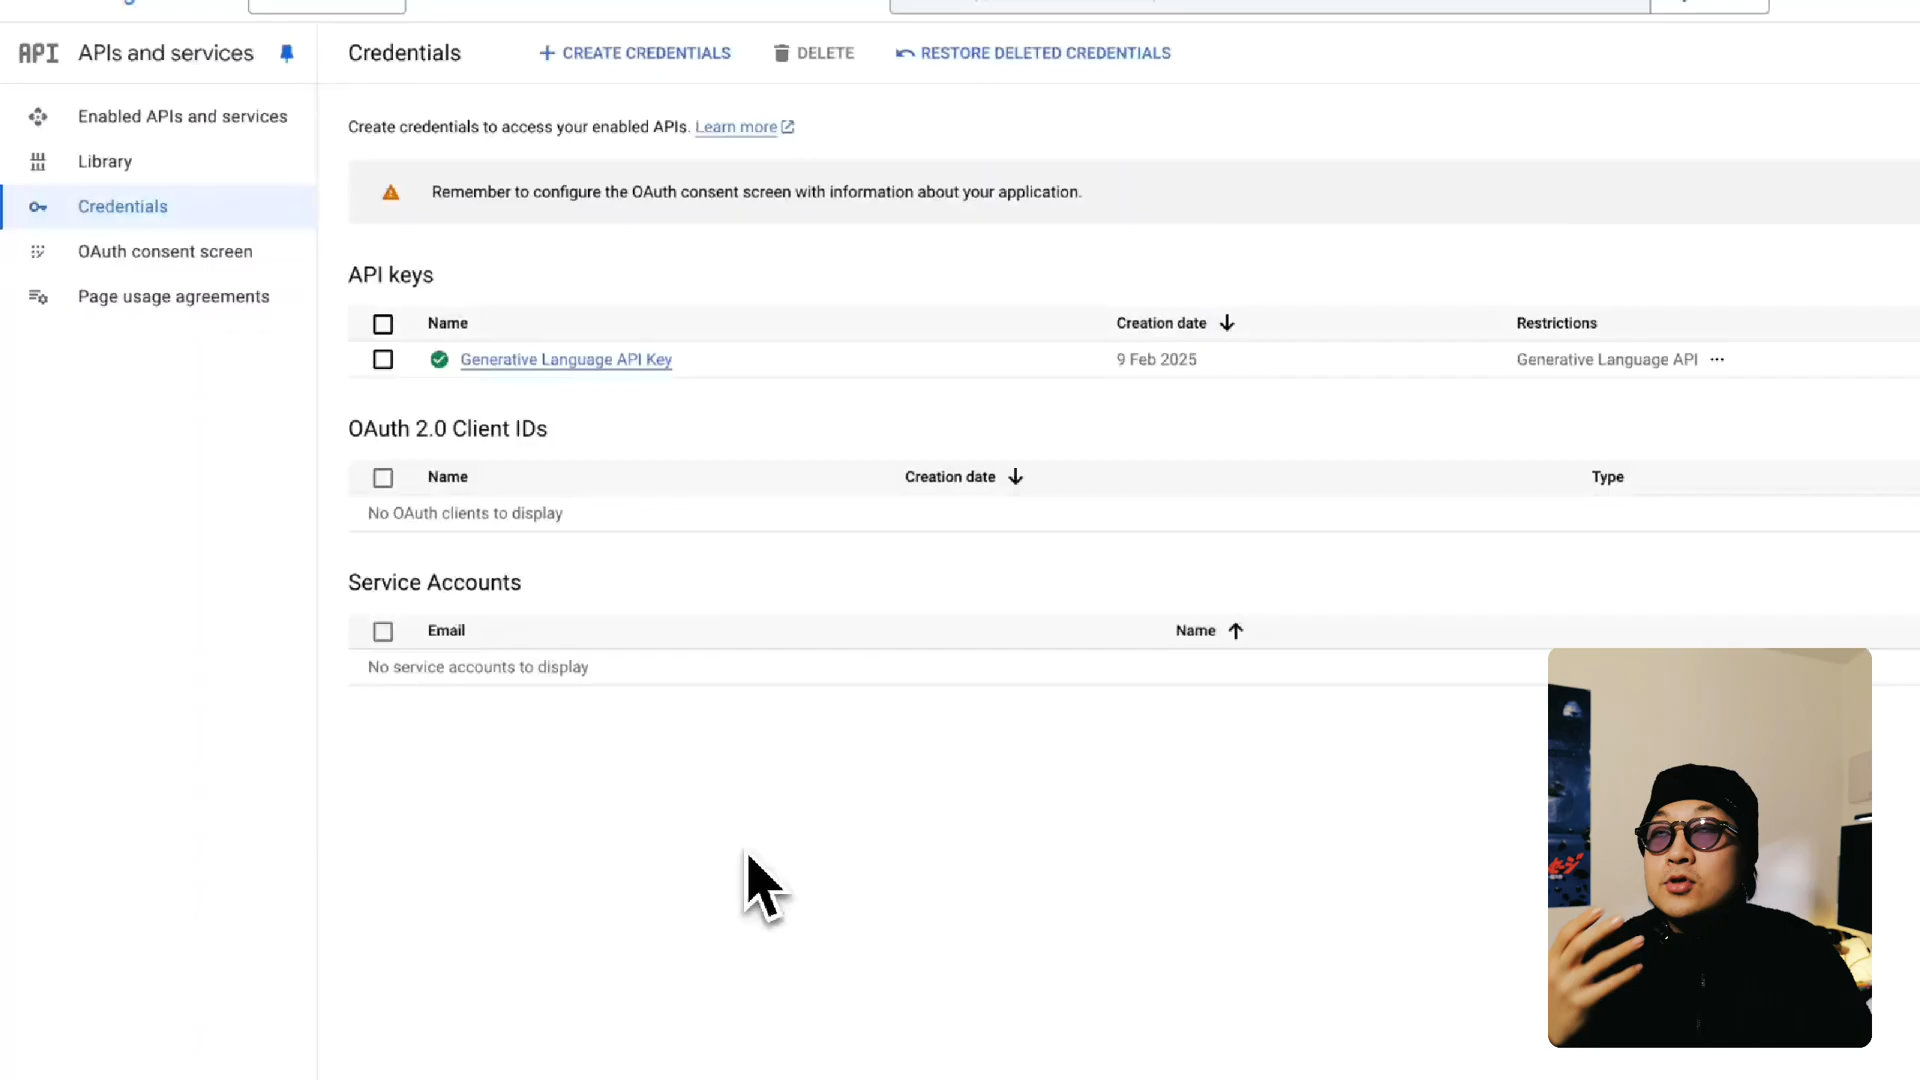 API APIs and services
Credentials
CREATE CREDENTIALS
DELETE
RESTORE DELETED CREDENTIALS
Enabled APIs and services
Library
Credentials
OAuth consent screen
Page usage agreements
Create credentials to access your enabled APIs. Learn more
Remember to configure the OAuth consent screen with information about your application.
API keys
Name Creation date Restrictions
Generative Language API Key 9 Feb 2025 Generative Language API ...
OAuth 2.0 Client IDs
Name Creation date Type
No OAuth clients to display
Service Accounts
Email Name
No service accounts to display